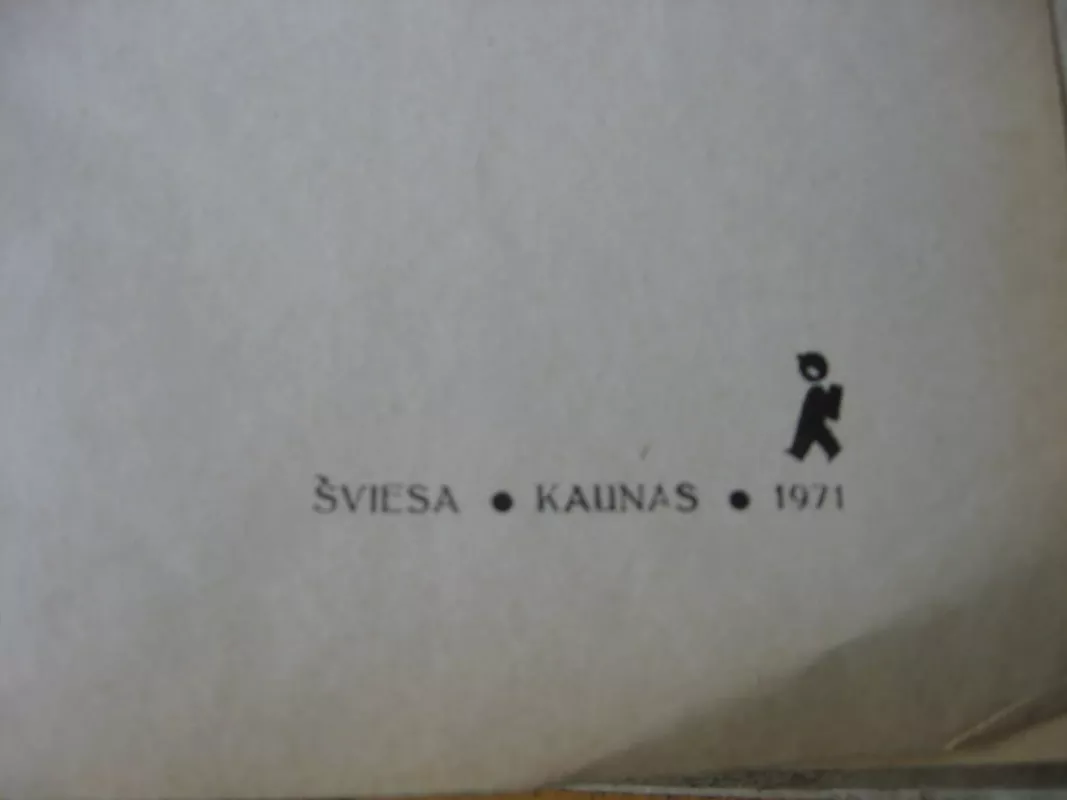 ŠVIESA ● KAUNAS ● 1971